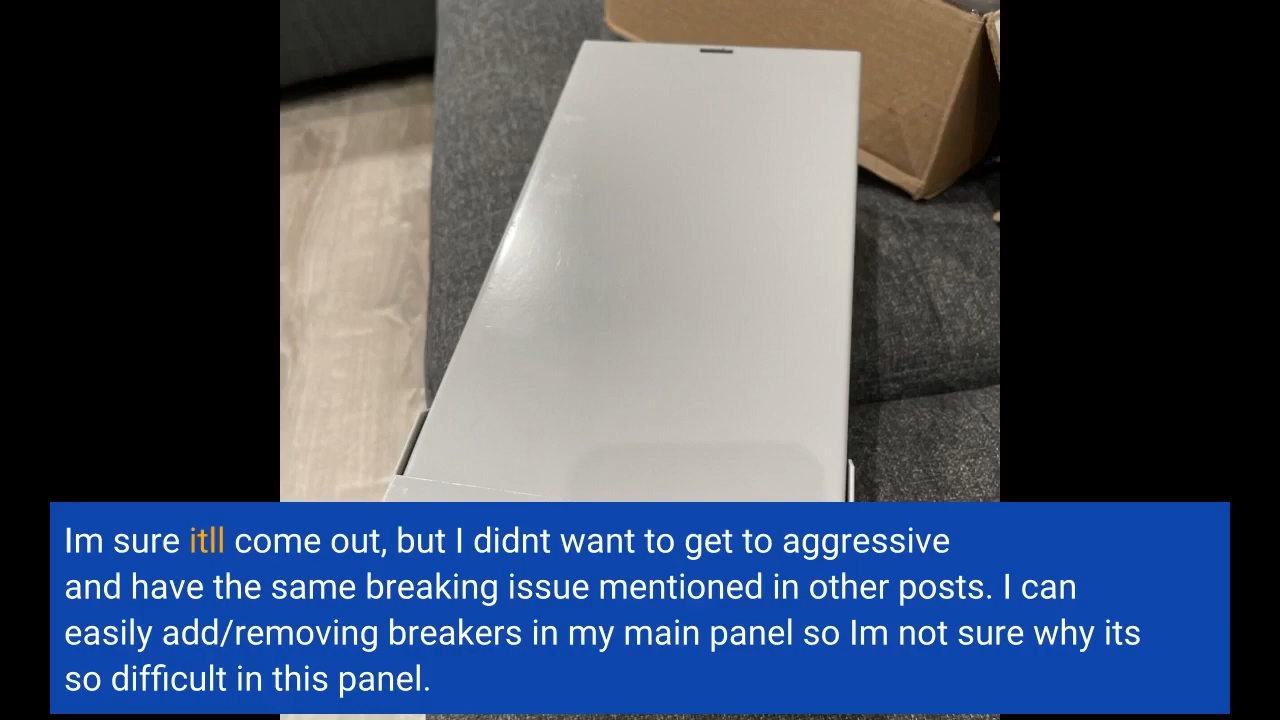 Im sure itll come out, but I didnt want to get to aggressive
and have the same breaking issue mentioned in other posts. I can
easily add/removing breakers in my main panel so Im not sure why its
so difficult in this panel.